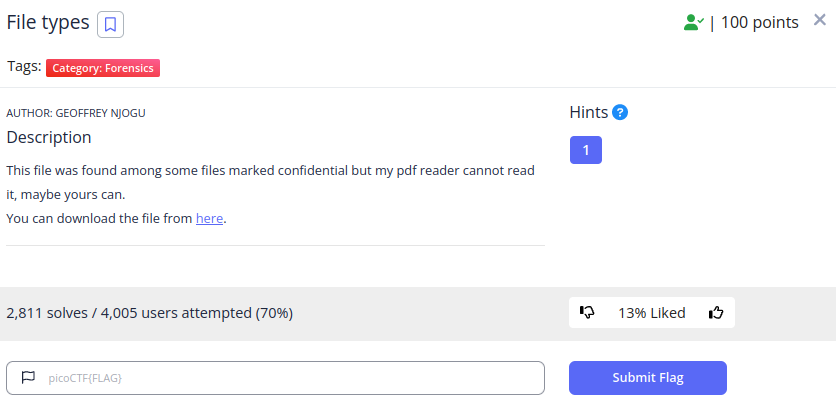 File types
| 100 points
Tags: Category: Forensics
AUTHOR: GEOFFREY NJOGU
Hints ?
Description
1
This file was found among some files marked confidential but my pdf reader cannot read
it, maybe yours can.
You can download the file from here.
2,811 solves / 4,005 users attempted (70%)
13% Liked
picoCTF{FLAG}
Submit Flag